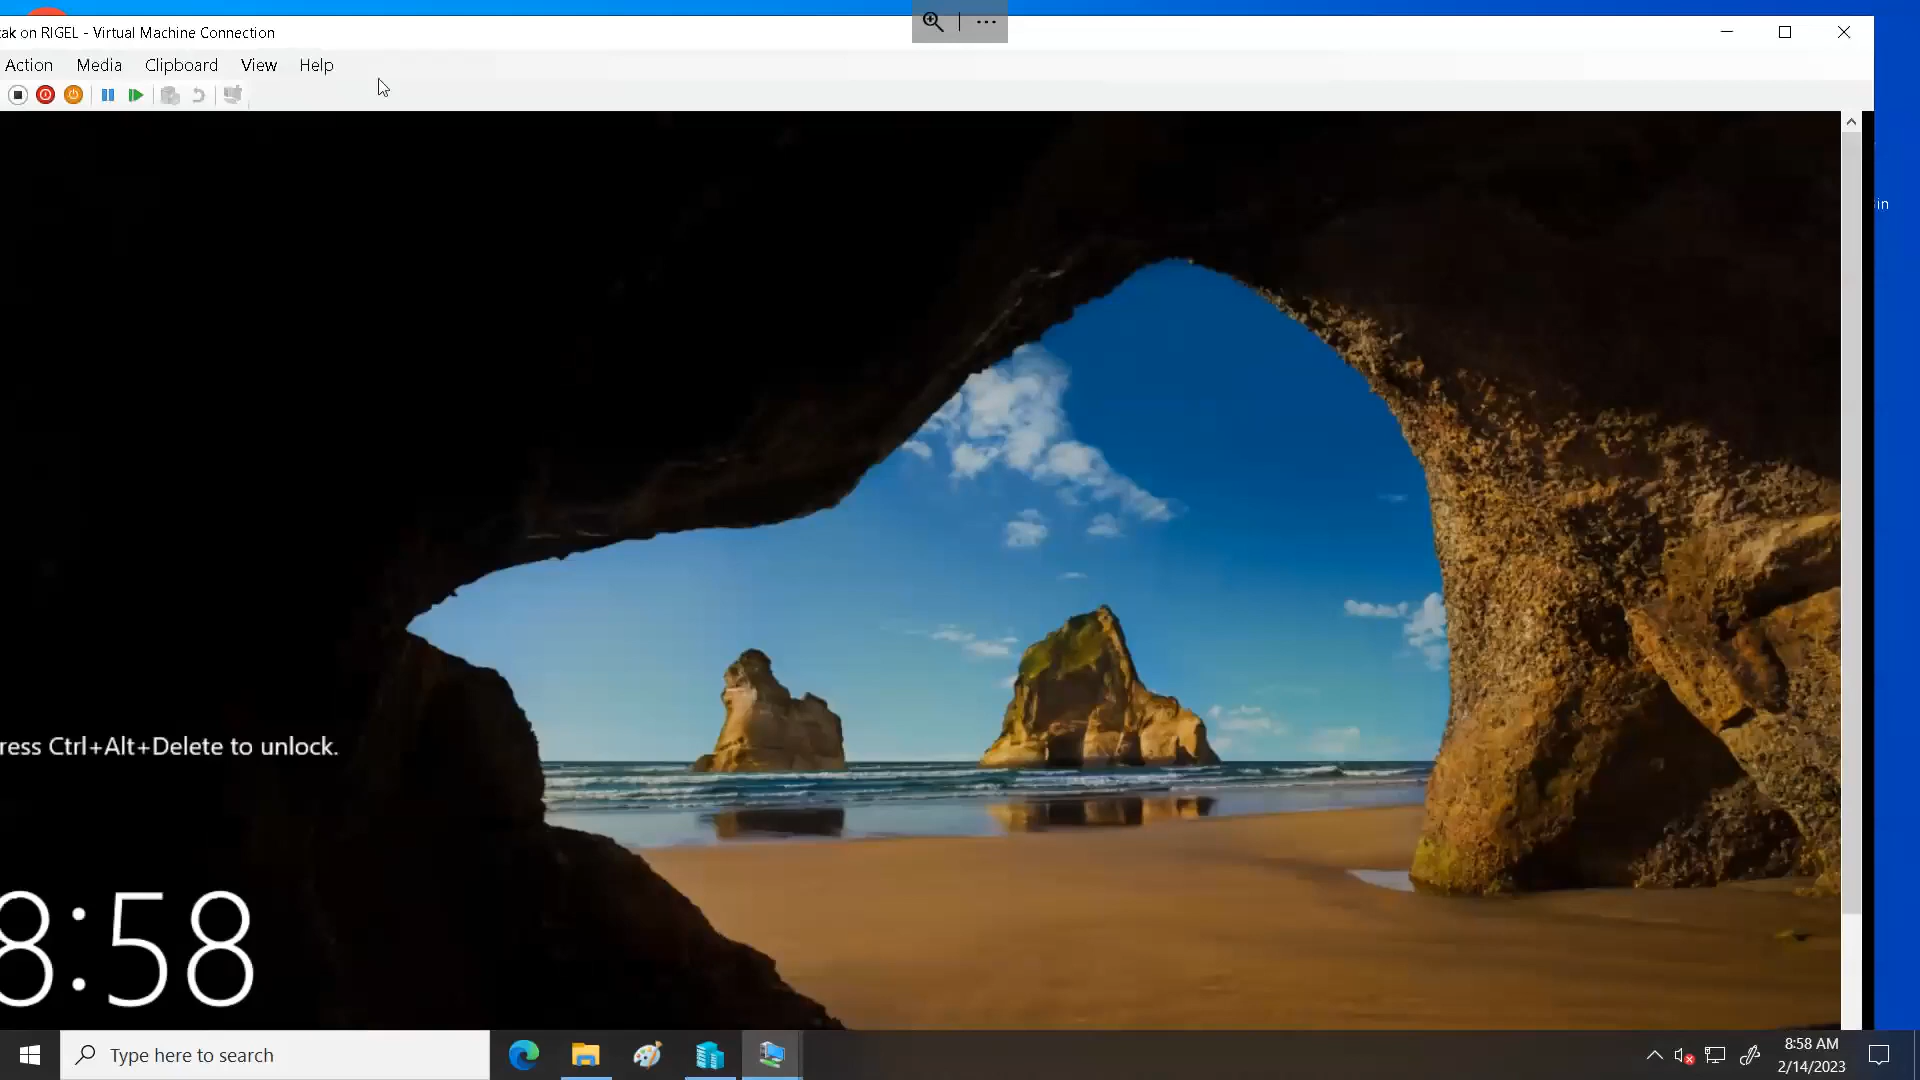 tak on RIGEL - Virtual Machine Connection
Action Media Clipboard View Help
in
ress Ctrl+Alt+Delete to unlock.
8:58
Type here to search
8:58 AM
2/14/2023